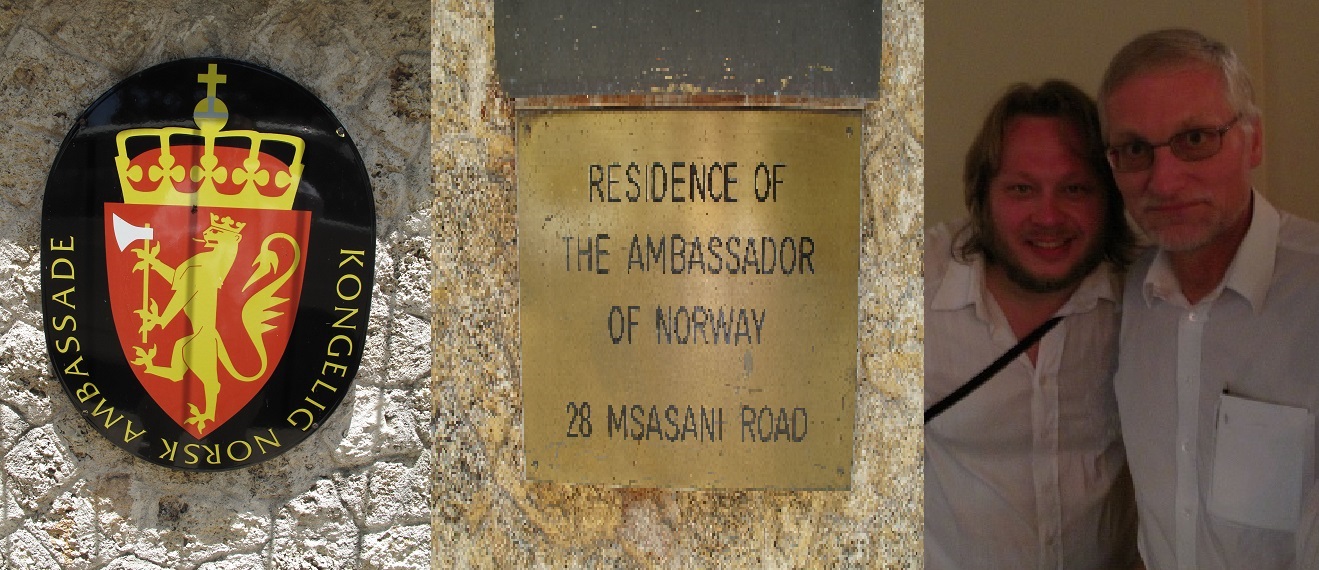 KONGELIG NORSK AMBASSADE
RESIDENCE OF
THE AMBASSADOR
OF NORWAY
28 MSASANI ROAD